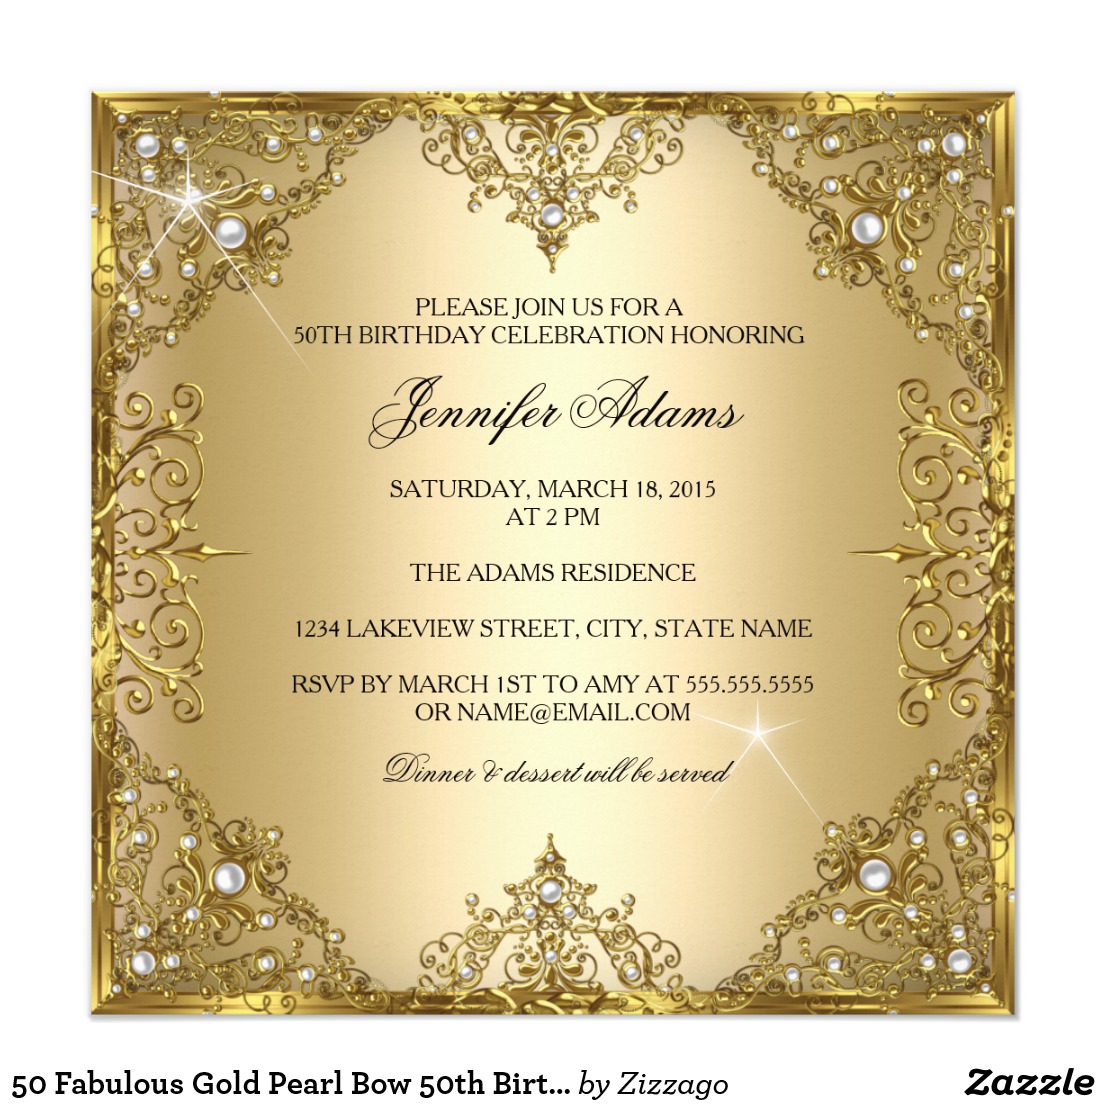 PLEASE JOIN US FOR A
50TH BIRTHDAY CELEBRATION HONORING
Jennifer Adams
SATURDAY, MARCH 18, 2015
AT 2 PM
THE ADAMS RESIDENCE
1234 LAKEVIEW STREET, CITY, STATE NAME
RSVP BY MARCH 1ST TO AMY AT 555.555.5555
OR NAME@EMAIL.COM
Dinner & dessert will be served
50 Fabulous Gold Pearl Bow 50th Birt... by Zizzago
Zazzle